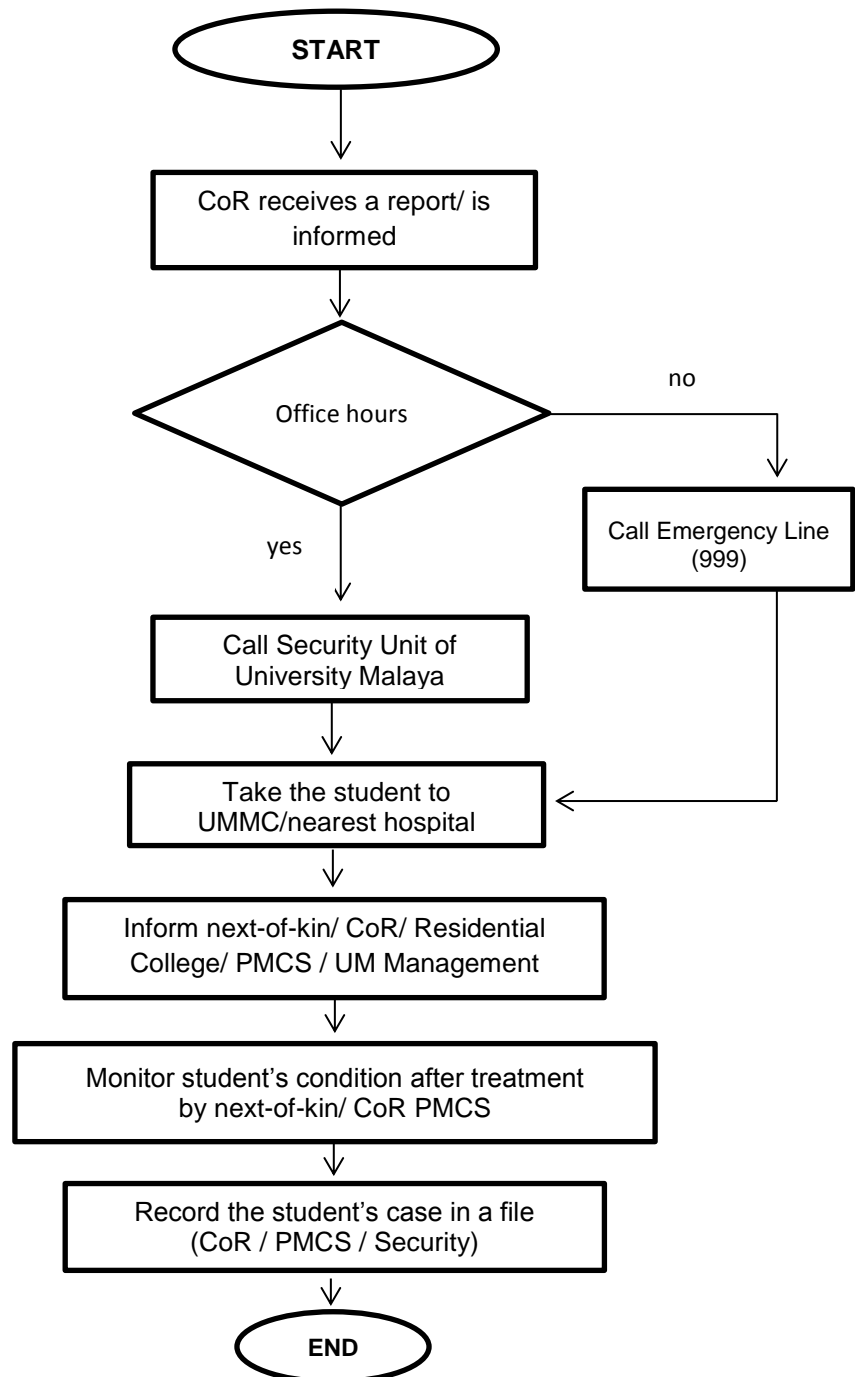 START
CoR receives a report/ is
informed
Office hours
no
yes
Call Emergency Line
(999)
Call Security Unit of
University Malaya
Take the student to
UMMC/nearest hospital
Inform next-of-kin/ CoR/ Residential
College/ PMCS / UM Management
Monitor student’s condition after treatment
by next-of-kin/ CoR PMCS
Record the student’s case in a file
(CoR / PMCS / Security)
END